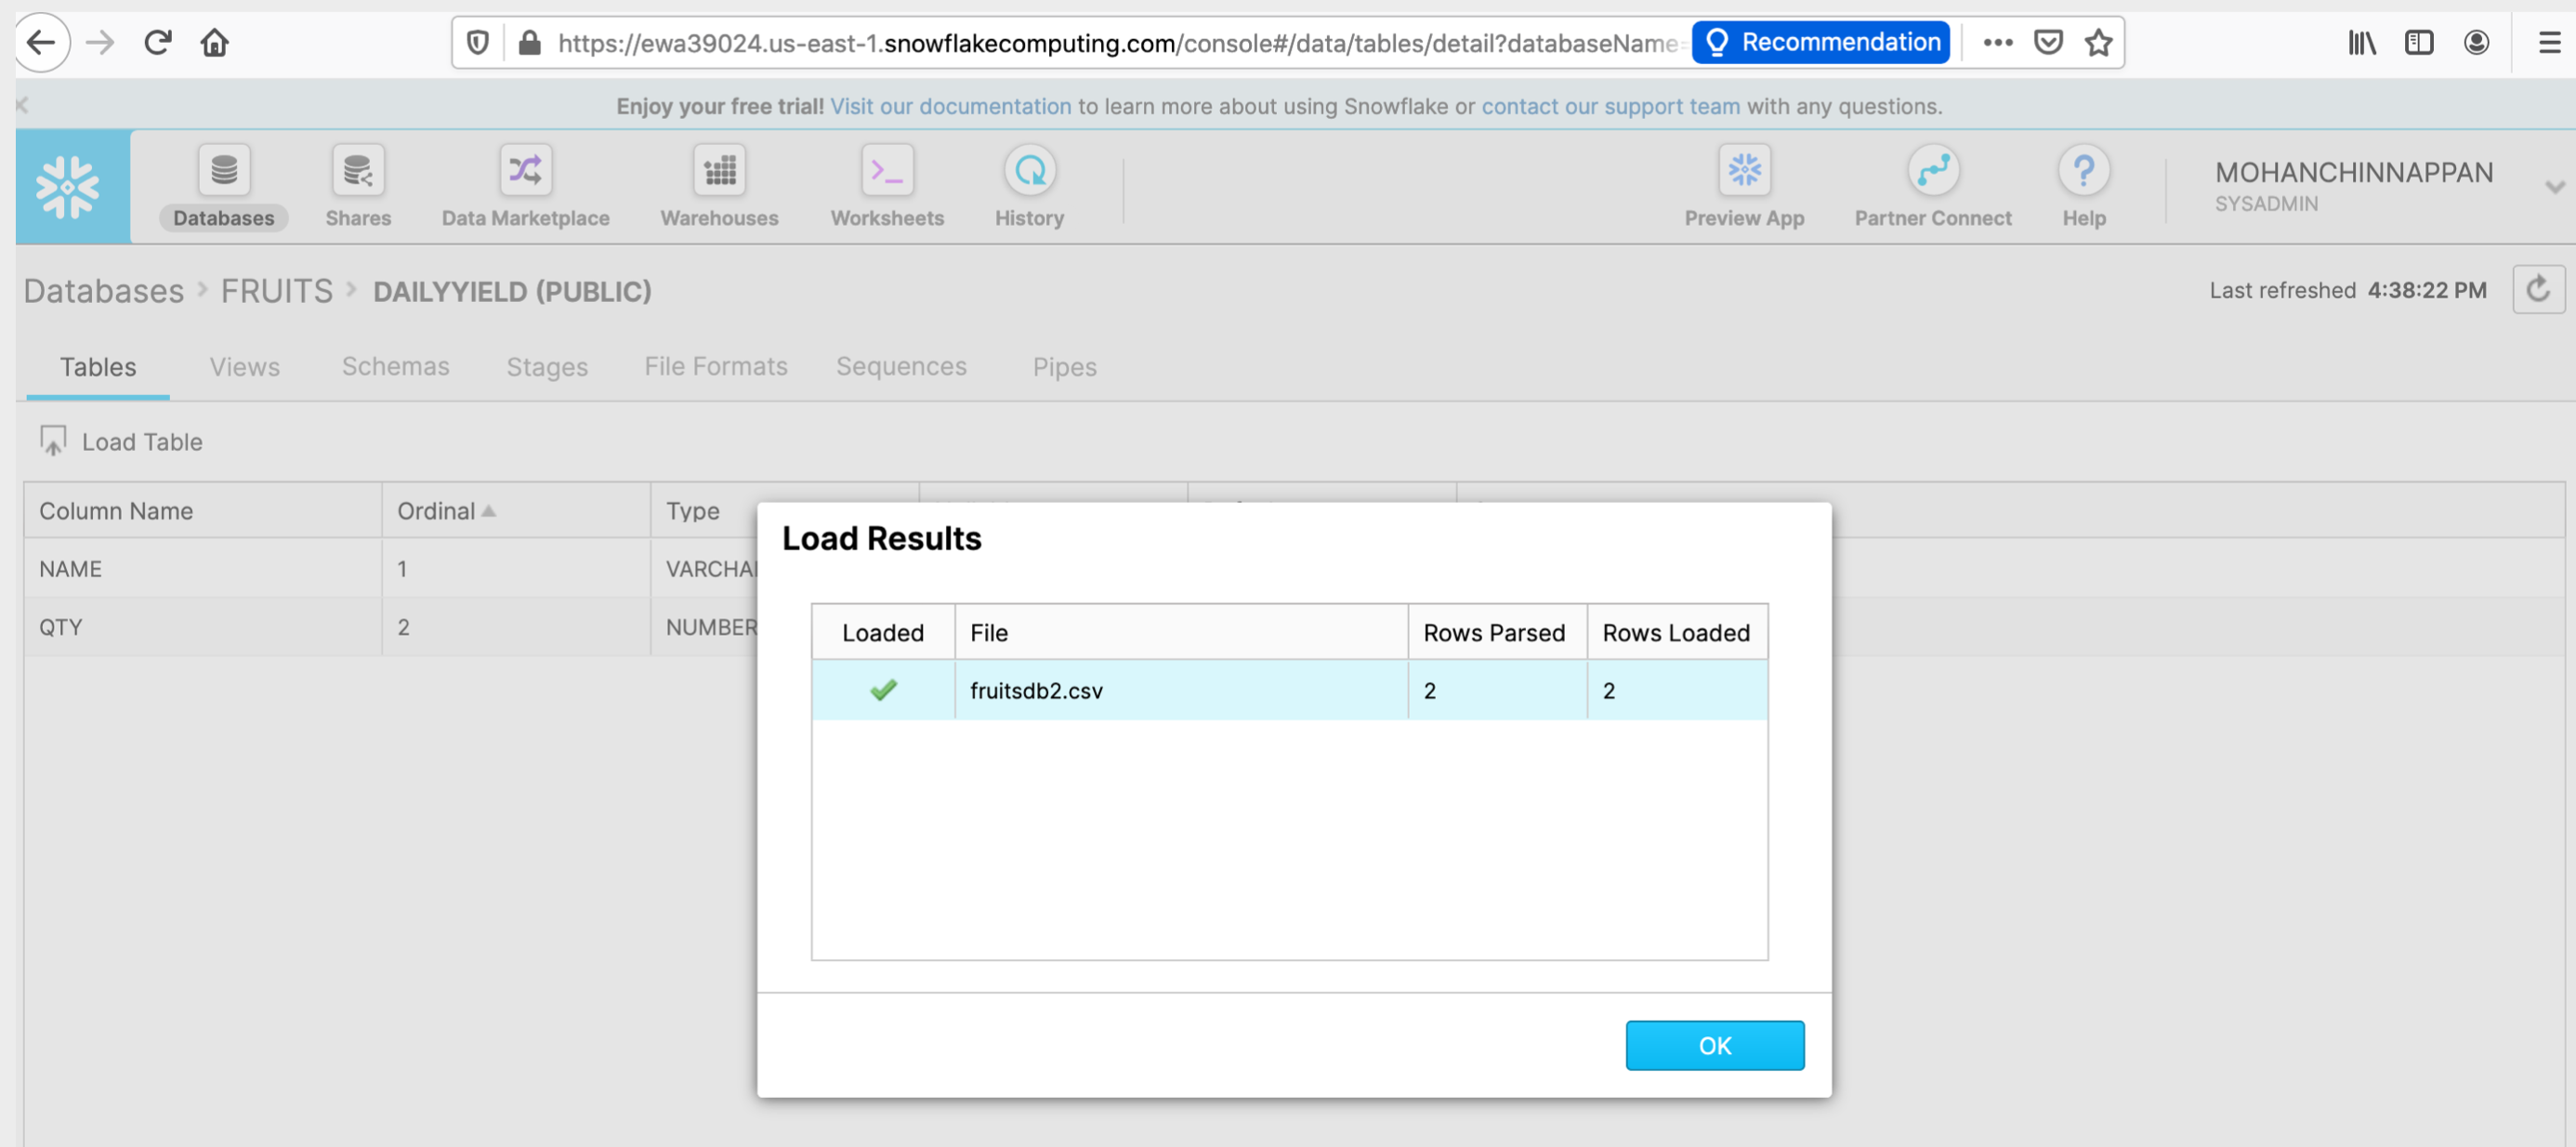 https://ewa39024.us-east-1.snowflakecomputing.com/console#/data/tables/detail?databaseName= Recommendation
Enjoy your free trial! Visit our documentation to learn more about using Snowflake or contact our support team with any questions.
Databases Shares Data Marketplace Warehouses Worksheets History Preview App Partner Connect Help MOHANCHINNAPPAN
SYSADMIN
Databases > FRUITS > DAILYYIELD (PUBLIC) Last refreshed 4:38:22 PM
Tables Views Schemas Stages File Formats Sequences Pipes
Load Table
Column Name Ordinal Type
NAME 1
QTY 2 NUMBER
Load Results
Loaded File Rows Parsed Rows Loaded
fruitsdb2.csv 2 2
OK